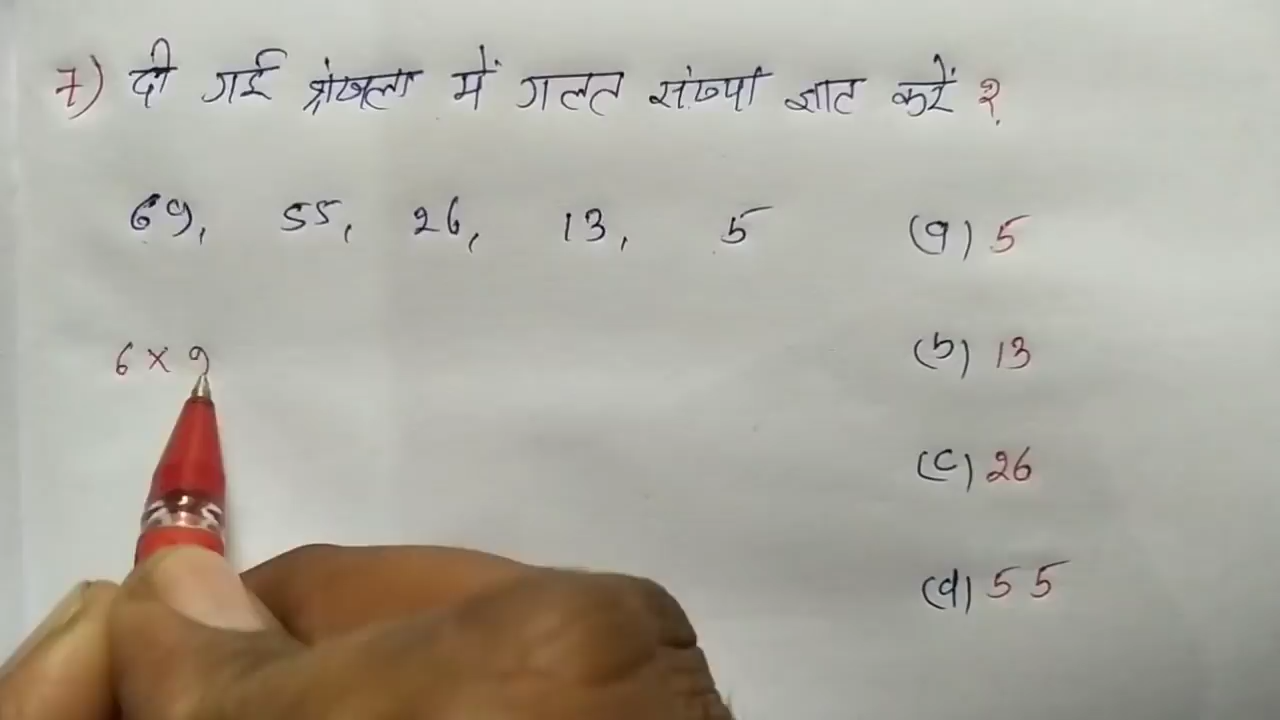 7) दी गई श्रेंखला में गलत संख्या ज्ञात करें ?
69, 55, 26, 13, 5
(a) 5
6 × 9
(b) 13
(c) 26
(d) 55